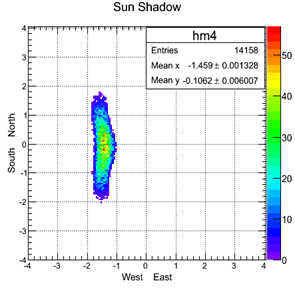 Sun Shadow
hm4
Entries 14158
Mean x -1.459 ± 0.001328
Mean y -0.1062 ± 0.006007
South North
4
3
2
1
0
-1
-2
-3
-4
-4 -3 -2 -1 0 1 2 3 4
West East
50
40
30
20
10
0